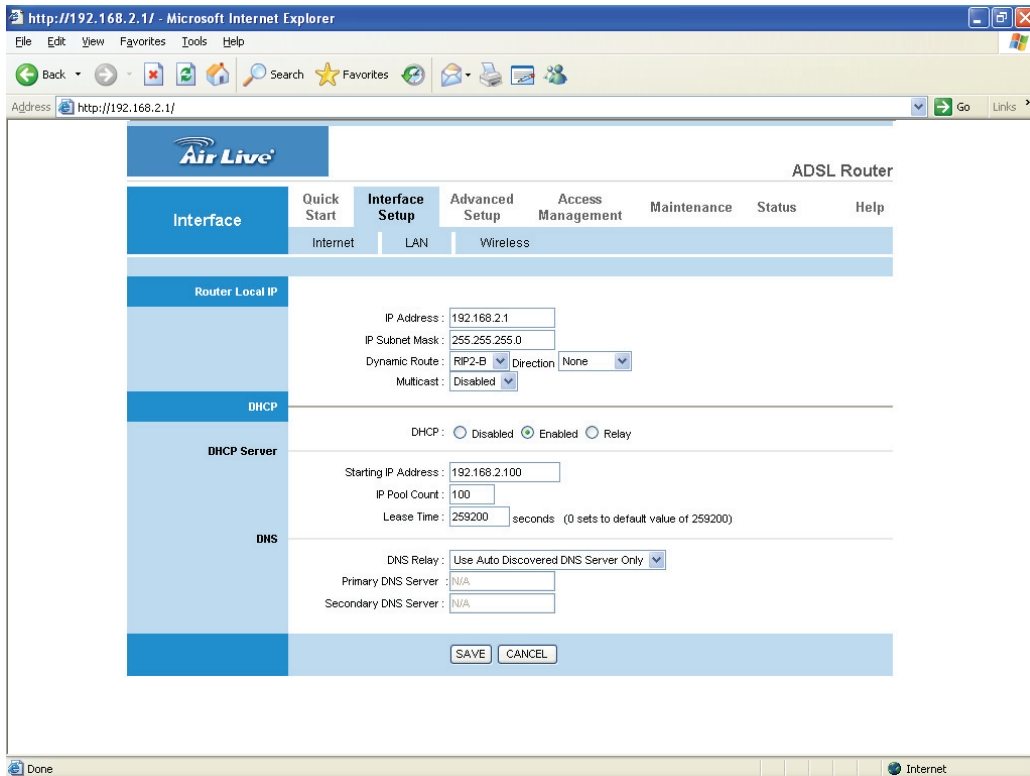 http://192.168.2.1/ - Microsoft Internet Explorer
File Edit View Favorites Tools Help
Back Search Favorites
Address http://192.168.2.1/ Go Links
Air Live
ADSL Router
Interface
Quick Start Interface Setup Advanced Setup Access Management Maintenance Status Help
Internet LAN Wireless
Router Local IP
IP Address : 192.168.2.1
IP Subnet Mask : 255.255.255.0
Dynamic Route : RIP2-B Direction None
Multicast : Disabled
DHCP
DHCP : Disabled Enabled Relay
DHCP Server
Starting IP Address : 192.168.2.100
IP Pool Count : 100
Lease Time : 259200 seconds (0 sets to default value of 259200)
DNS
DNS Relay : Use Auto Discovered DNS Server Only
Primary DNS Server : N/A
Secondary DNS Server : N/A
SAVE CANCEL
Done Internet